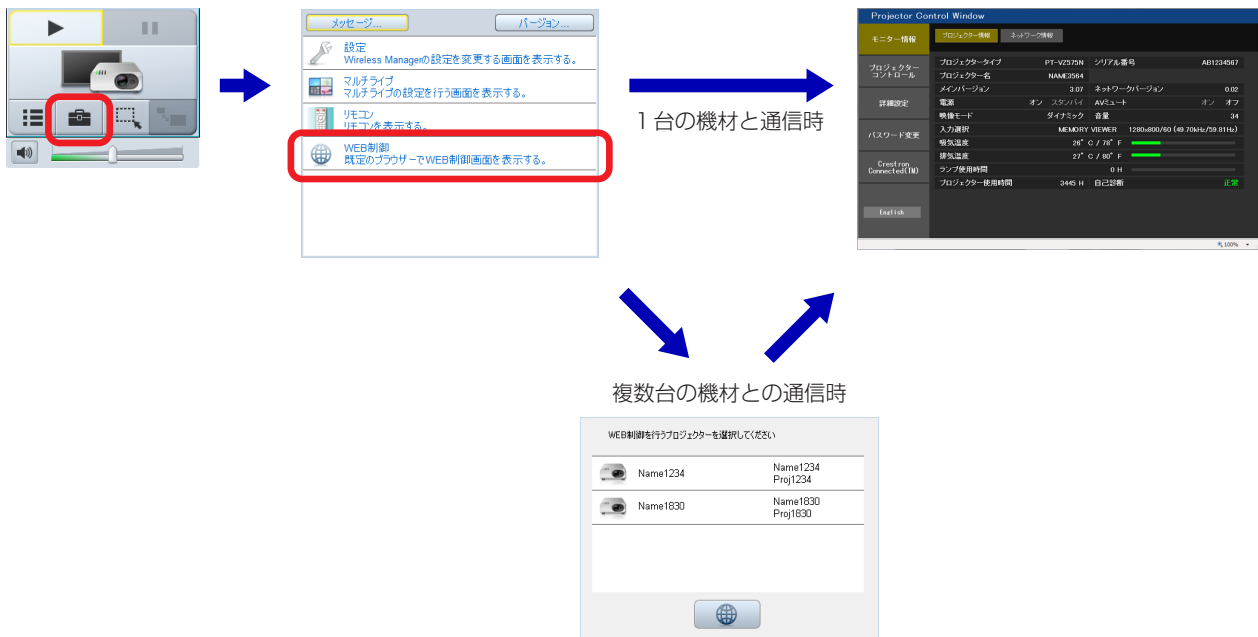 メッセージ...
バージョン...
設定
Wireless Managerの設定を変更する画面を表示する。
マルチライブ
マルチライブの設定を行う画面を表示する。
リモコン
リモコンを表示する。
WEB制御
既定のブラウザーでWEB制御画面を表示する。
1台の機材と通信時
Projector Control Window
モニター情報
プロジェクター情報
ネットワーク情報
プロジェクター
コントロール
詳細設定
パスワード変更
Crestron
Connected(TM)
English
プロジェクタータイプ PT-VZ575N シリアル番号 AB1234567
プロジェクター名 NAME3564
メインバージョン 3.07 ネットワークバージョン 0.02
電源 オン スタンバイ AVミュート オン オフ
映像モード ダイナミック 音量 34
入力選択 MEMORY VIEWER 1280x800/60 (49.70kHz/59.81Hz)
吸気温度 26° C / 78° F
排気温度 27° C / 80° F
ランプ使用時間 0 H
プロジェクター使用時間 3445 H 自己診断 正常
100%
複数台の機材との通信時
WEB制御を行うプロジェクターを選択してください
Name1234 Name1234
Proj1234
Name1830 Name1830
Proj1830